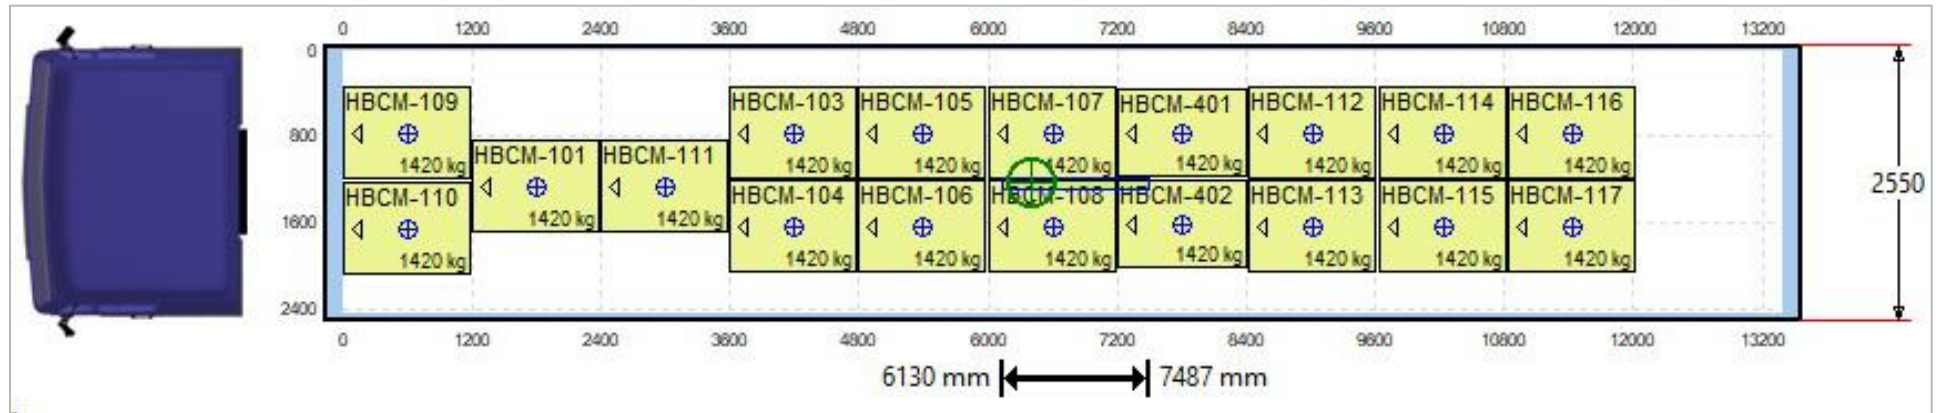 0 1200 2400 3600 4800 6000 7200 8400 9600 10800 12000 13200
0
HBCM-109 HBCM-103 HBCM-105 HBCM-107 HBCM-401 HBCM-112 HBCM-114 HBCM-116
800
HBCM-101 HBCM-111
1420 kg 1420 kg 1420 kg 1420 kg 1420 kg 1420 kg 1420 kg 1420 kg
2550
HBCM-110 HBCM-104 HBCM-106 HBCM-108 HBCM-402 HBCM-113 HBCM-115 HBCM-117
1600
1420 kg 1420 kg
1420 kg 1420 kg 1420 kg 1420 kg 1420 kg 1420 kg 1420 kg 1420 kg
2400
0 1200 2400 3600 4800 6000 7200 8400 9600 10800 12000 13200
6130 mm 7487 mm